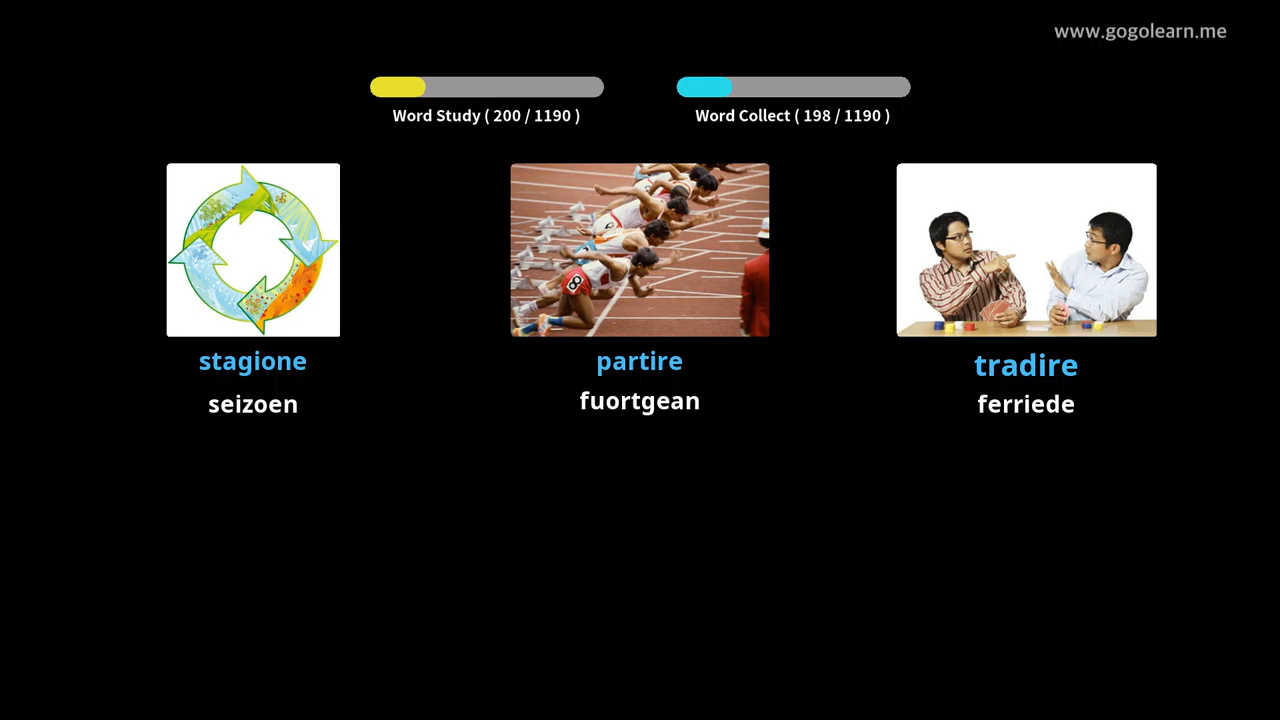 www.gogolearn.me
Word Study ( 200 / 1190 )
Word Collect ( 198 / 1190 )
stagione
partire
tradire
seizoen
fuortgean
ferriede